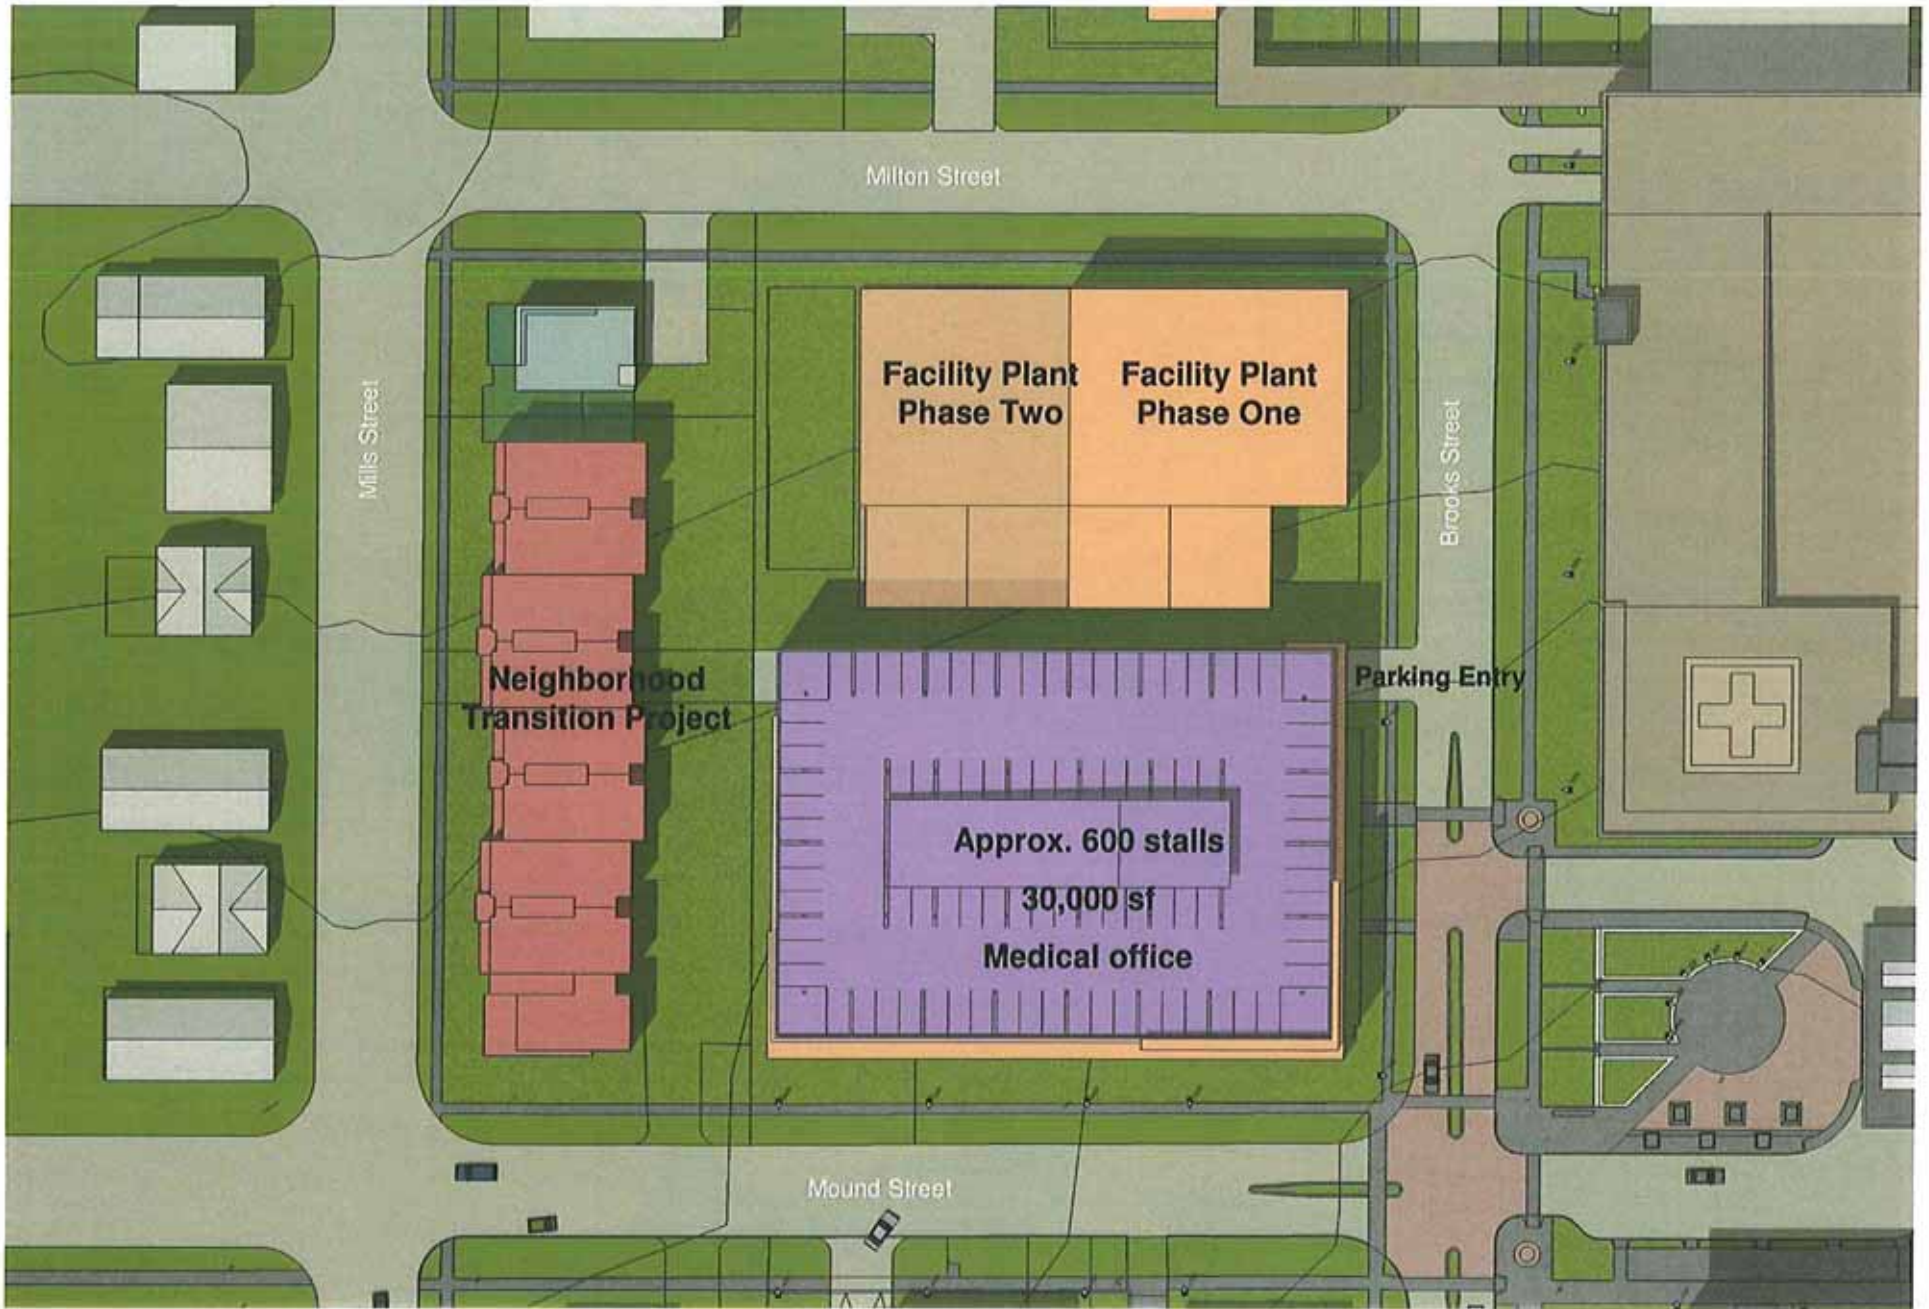 Milton Street
Mills Street
Facility Plant
Phase Two
Facility Plant
Phase One
Brooks Street
Neighborhood
Transition Project
Parking Entry
Approx. 600 stalls
30,000 sf
Medical office
Mound Street